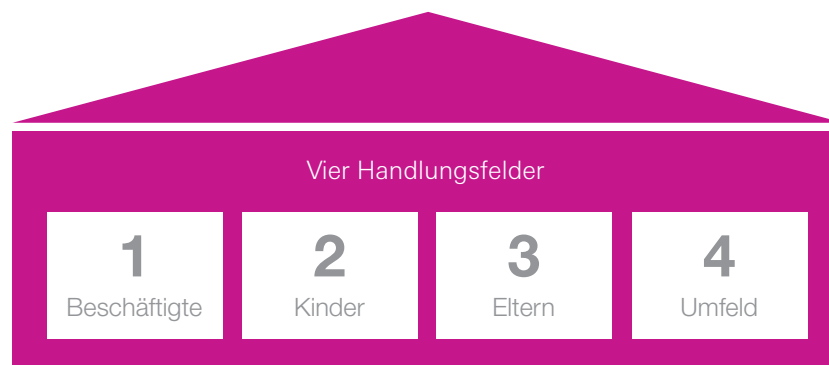 Vier Handlungsfelder
1
Beschäftigte
2
Kinder
3
Eltern
4
Umfeld